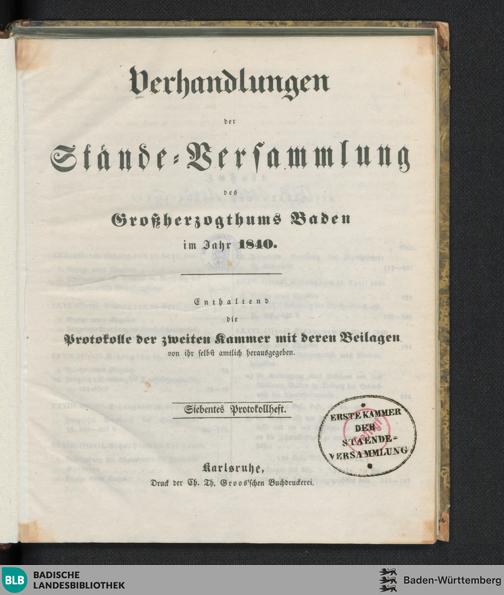 Verhandlungen
der
Stände-Versammlung
des
Großherzogthums Baden
im Jahr 1840.
Enthaltend
die
Protokolle der zweiten Kammer mit deren Beilagen
von ihr selbst amtlich herausgegeben.
Siebentes Protokollheft.
ERSTE KAMMER
DER
STAENDE-
VERSAMMLUNG
Karlsruhe,
Druck der Ch. Th. Groos'schen Buchdruckerei.
BLB BADISCHE
LANDESBIBLIOTHEK
Baden-Württemberg